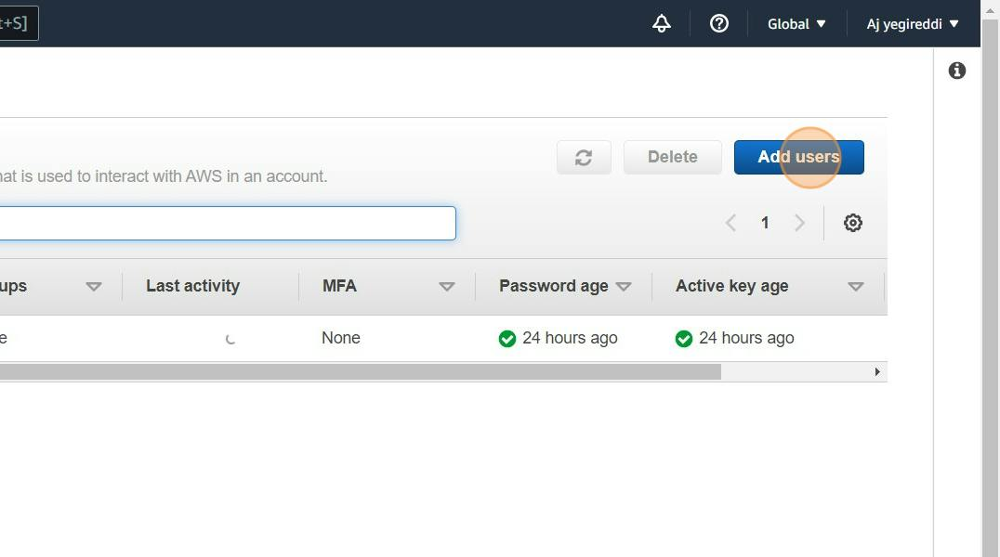 t+S]
Global
Aj yegireddi
Delete
Add users
hat is used to interact with AWS in an account.
1
ups
Last activity
MFA
Password age
Active key age
e
None
24 hours ago
24 hours ago